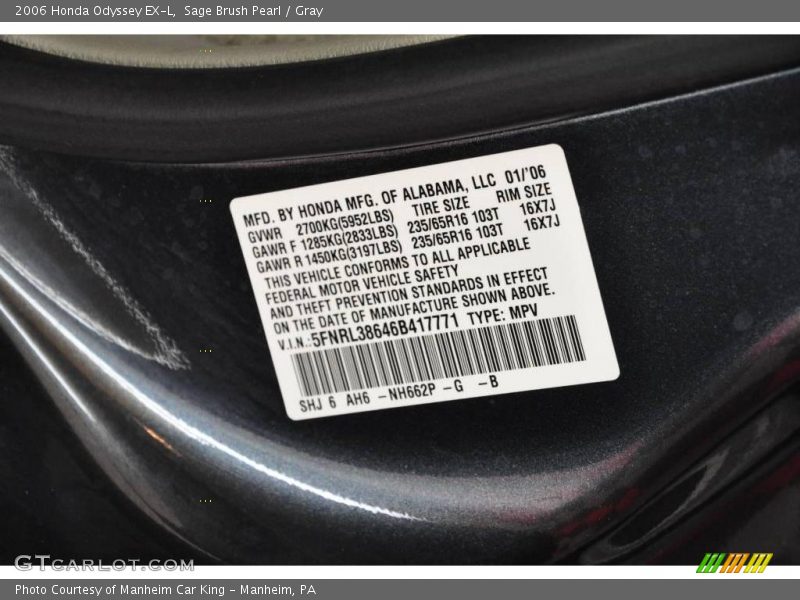 2006 Honda Odyssey EX-L, Sage Brush Pearl / Gray
MFD. BY HONDA MFG. OF ALABAMA, LLC 01/'06
GVWR 2700KG(5952LBS) TIRE SIZE RIM SIZE
GAWR F 1285KG(2833LBS) 235/65R16 103T 16X7J
GAWR R 1450KG(3197LBS) 235/65R16 103T 16X7J
THIS VEHICLE CONFORMS TO ALL APPLICABLE
FEDERAL MOTOR VEHICLE SAFETY
AND THEFT PREVENTION STANDARDS IN EFFECT
ON THE DATE OF MANUFACTURE SHOWN ABOVE.
V.I.N.:5FNRL38646B417771 TYPE: MPV
SHJ 6 AH6 -NH662P -G -B
GTCARLOT.COM
Photo Courtesy of Manheim Car King - Manheim, PA